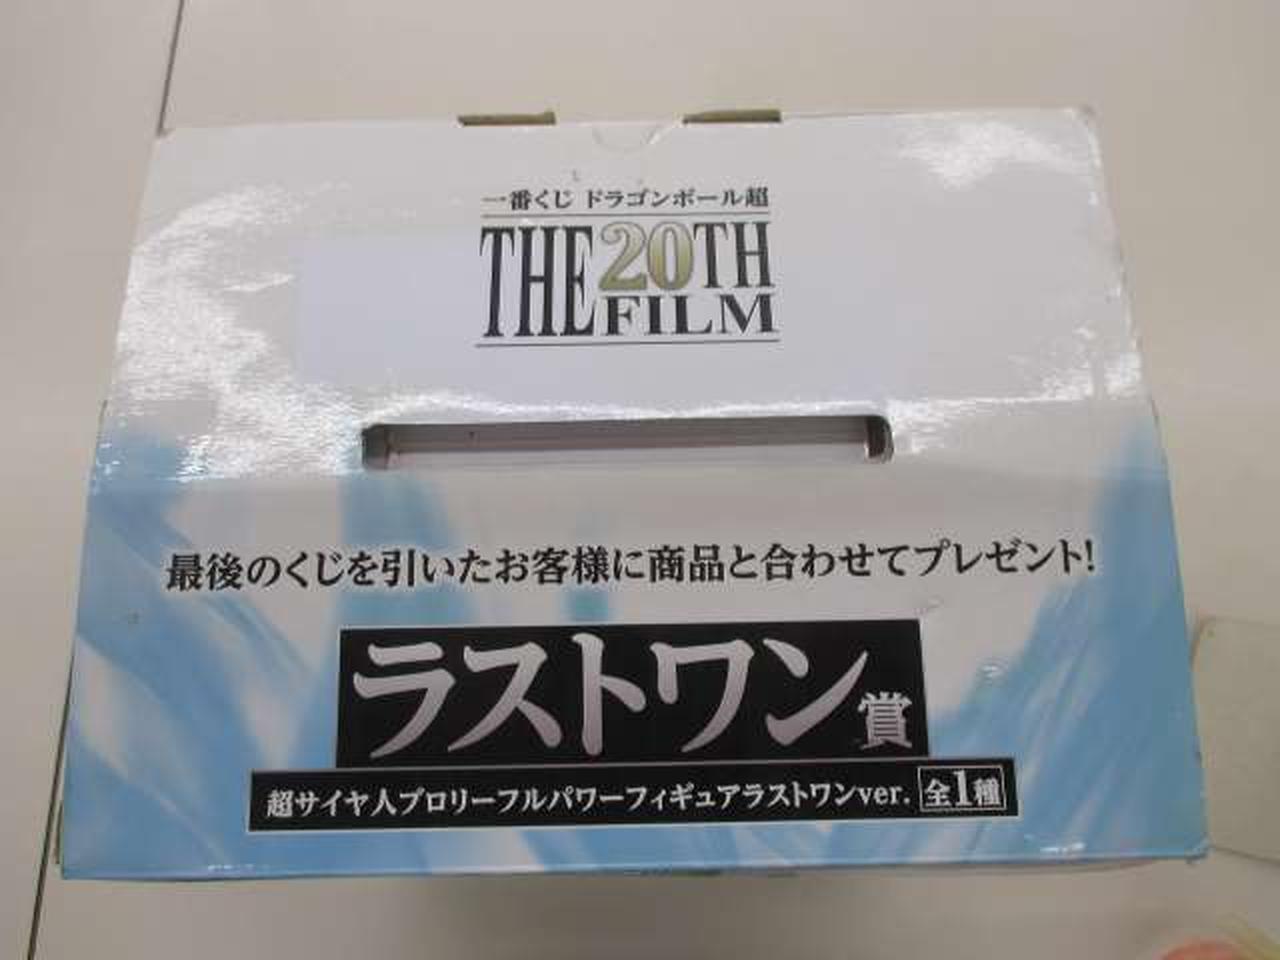 一番くじ ドラゴンボール超
THE 20TH
FILM
最後のくじを引いたお客様に商品と合わせてプレゼント!
ラストワン賞
超サイヤ人ブロリーフルパワーフィギュアラストワンver. 全1種